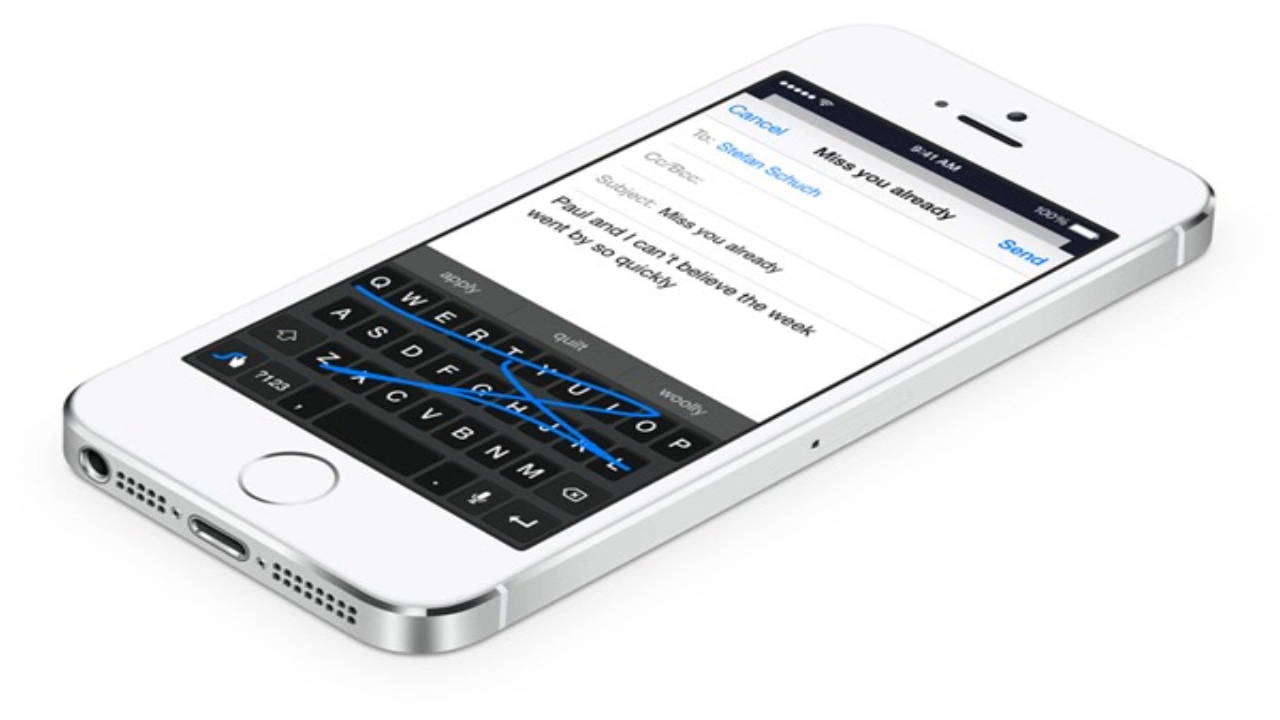 9:41 AM
100%
Cancel
Miss you already
Send
To: Stefan Schuch
Cc/Bcc:
Subject: Miss you already
Paul and I can't believe the week
went by so quickly
apply quilt woolly
Q W E R T Y U I O P
A S D F G H J K L
Z X C V B N M
?123 , .